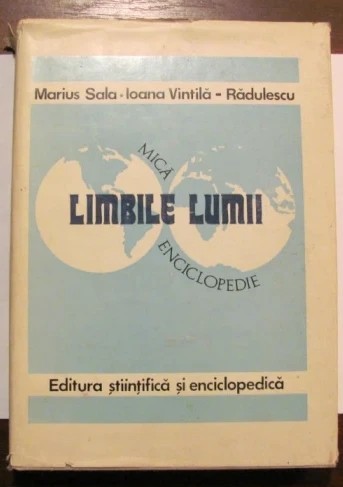 Marius Sala - Ioana Vintilă - Rădulescu
MICĂ
LIMBILE LUMII
ENCICLOPEDIE
Editura științifică și enciclopedică